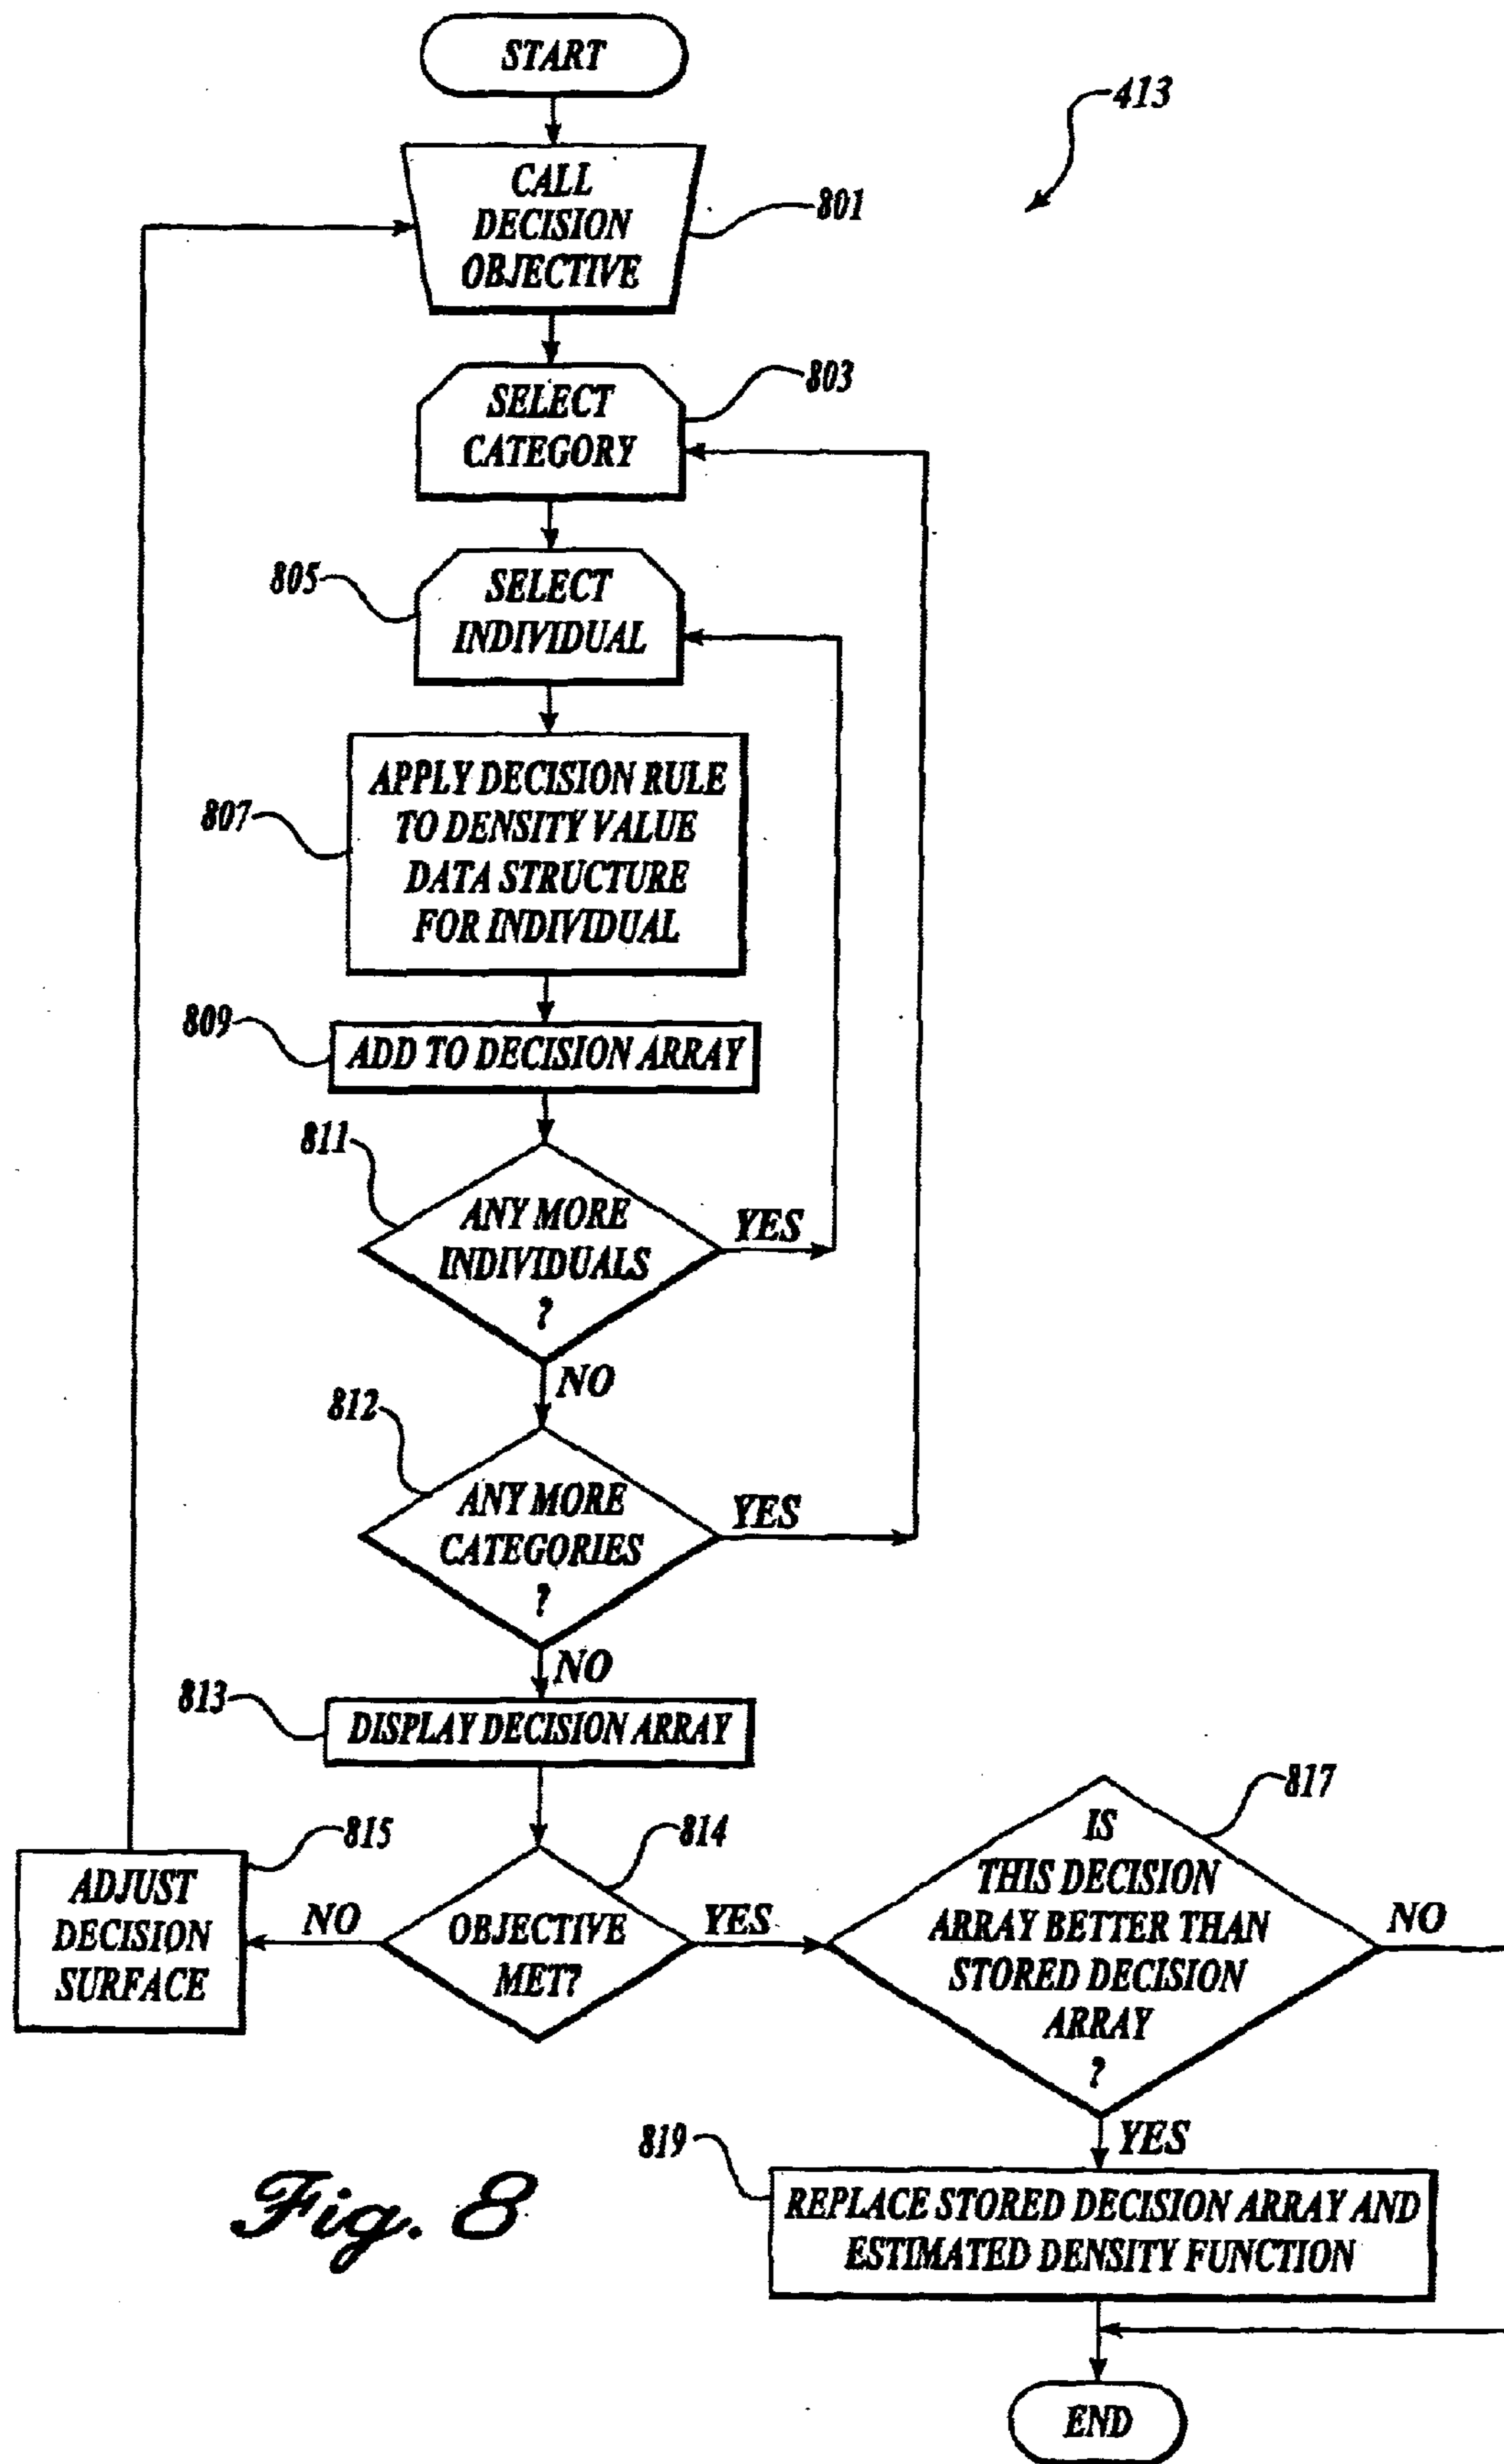 START
413
CALL
DECISION
OBJECTIVE
801
SELECT
CATEGORY
803
805
SELECT
INDIVIDUAL
807
APPLY DECISION RULE
TO DENSITY VALUE
DATA STRUCTURE
FOR INDIVIDUAL
809
ADD TO DECISION ARRAY
811
ANY MORE
INDIVIDUALS
?
YES
NO
812
ANY MORE
CATEGORIES
?
YES
NO
813
DISPLAY DECISION ARRAY
815
ADJUST
DECISION
SURFACE
NO
814
OBJECTIVE
MET?
YES
817
IS
THIS DECISION
ARRAY BETTER THAN
STORED DECISION
ARRAY
?
NO
YES
819
REPLACE STORED DECISION ARRAY AND
ESTIMATED DENSITY FUNCTION
END
Fig. 8